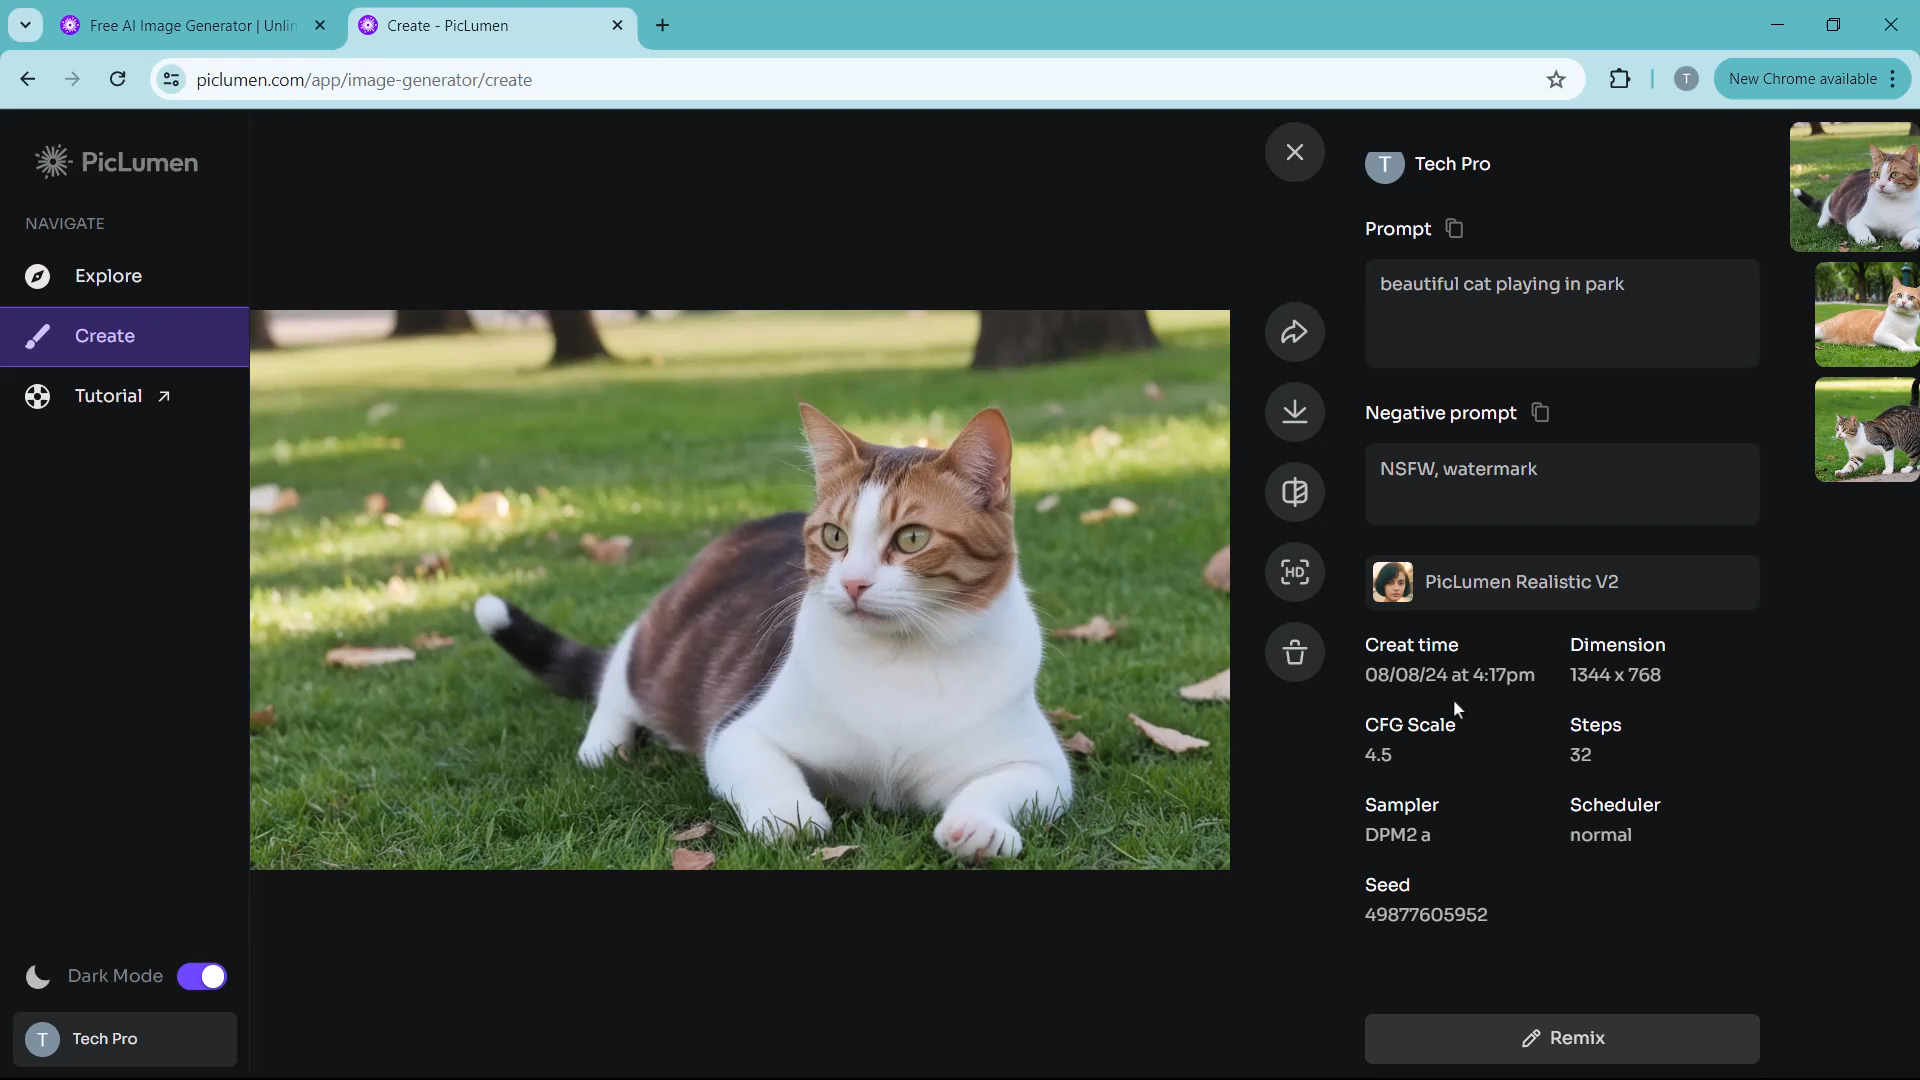 Free AI Image Generator | Unlin
Create - PicLumen
piclumen.com/app/image-generator/create
T
New Chrome available
PicLumen
NAVIGATE
Explore
Create
Tutorial
Dark Mode
T
Tech Pro
HD
T
Tech Pro
Prompt
beautiful cat playing in park
Negative prompt
NSFW, watermark
PicLumen Realistic V2
Creat time
Dimension
08/08/24 at 4:17pm
1344 x 768
CFG Scale
Steps
4.5
32
Sampler
Scheduler
DPM2 a
normal
Seed
49877605952
Remix